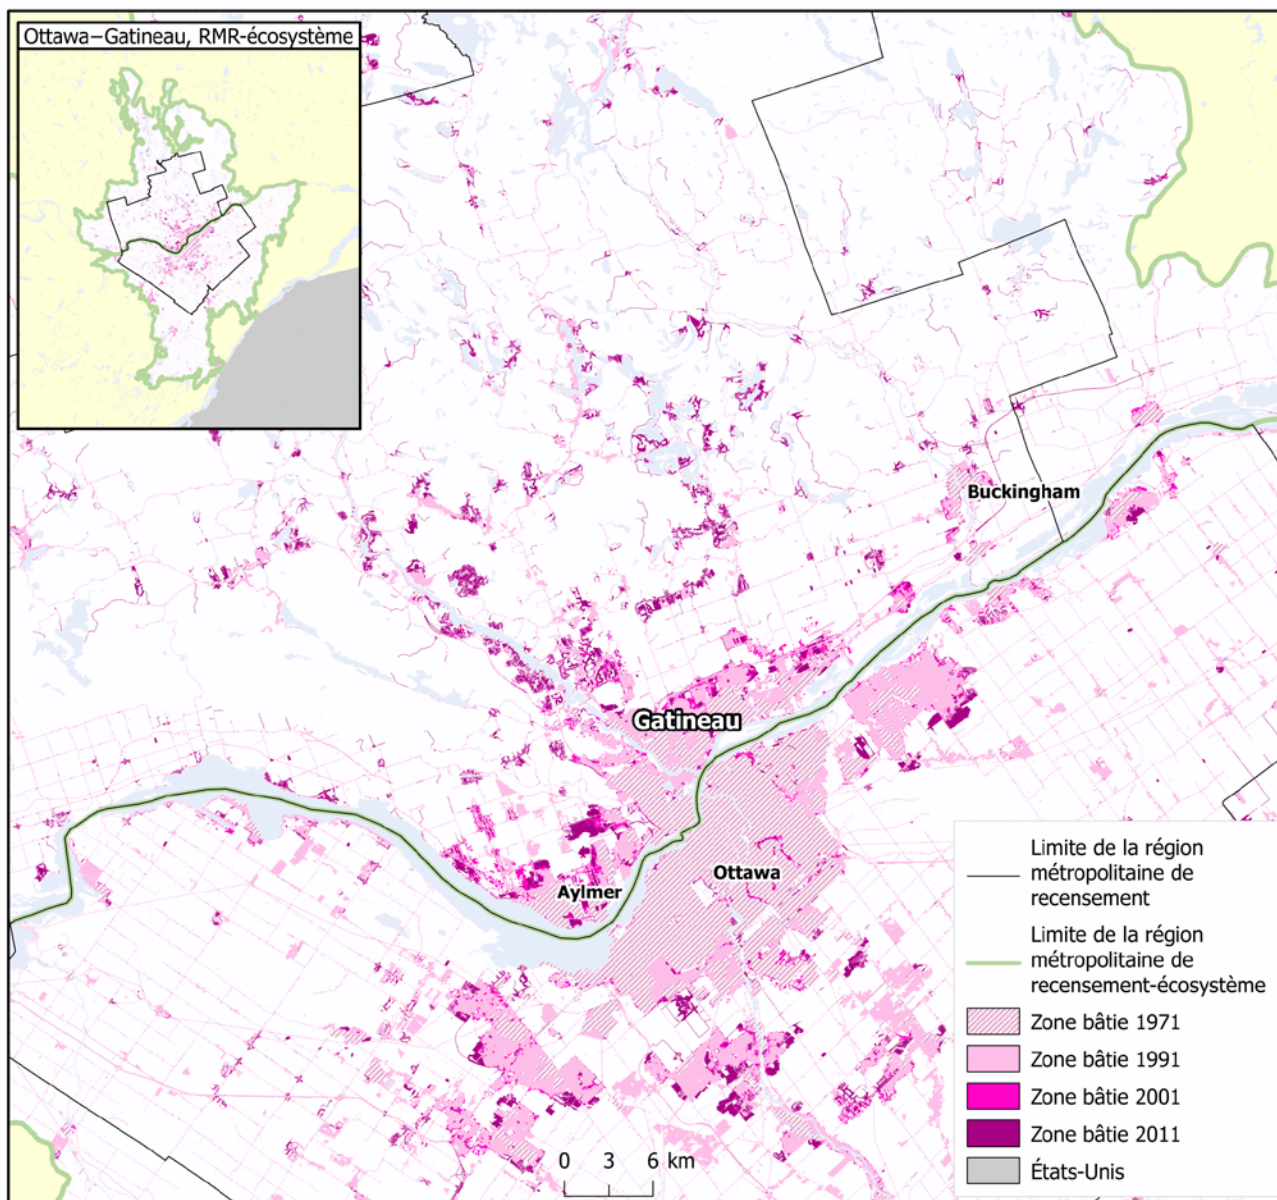 Ottawa–Gatineau, RMR-écosystème
Buckingham
Gatineau
Ottawa
Aylmer
Limite de la région
métropolitaine de
recensement
Limite de la région
métropolitaine de
recensement-écosystème
Zone bâtie 1971
Zone bâtie 1991
Zone bâtie 2001
Zone bâtie 2011
États-Unis
0 3 6 km